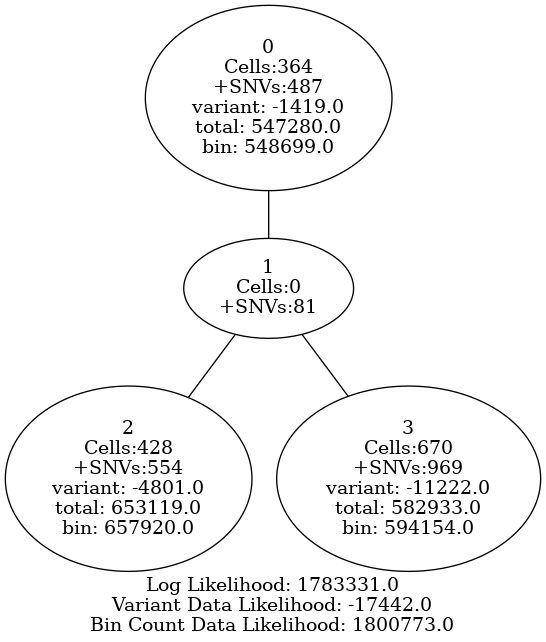 0
Cells:364
+SNVs:487
variant: -1419.0
total: 547280.0
bin: 548699.0
1
Cells:0
+SNVs:81
2
Cells:428
+SNVs:554
variant: -4801.0
total: 653119.0
bin: 657920.0
3
Cells:670
+SNVs:969
variant: -11222.0
total: 582933.0
bin: 594154.0
Log Likelihood: 1783331.0
Variant Data Likelihood: -17442.0
Bin Count Data Likelihood: 1800773.0